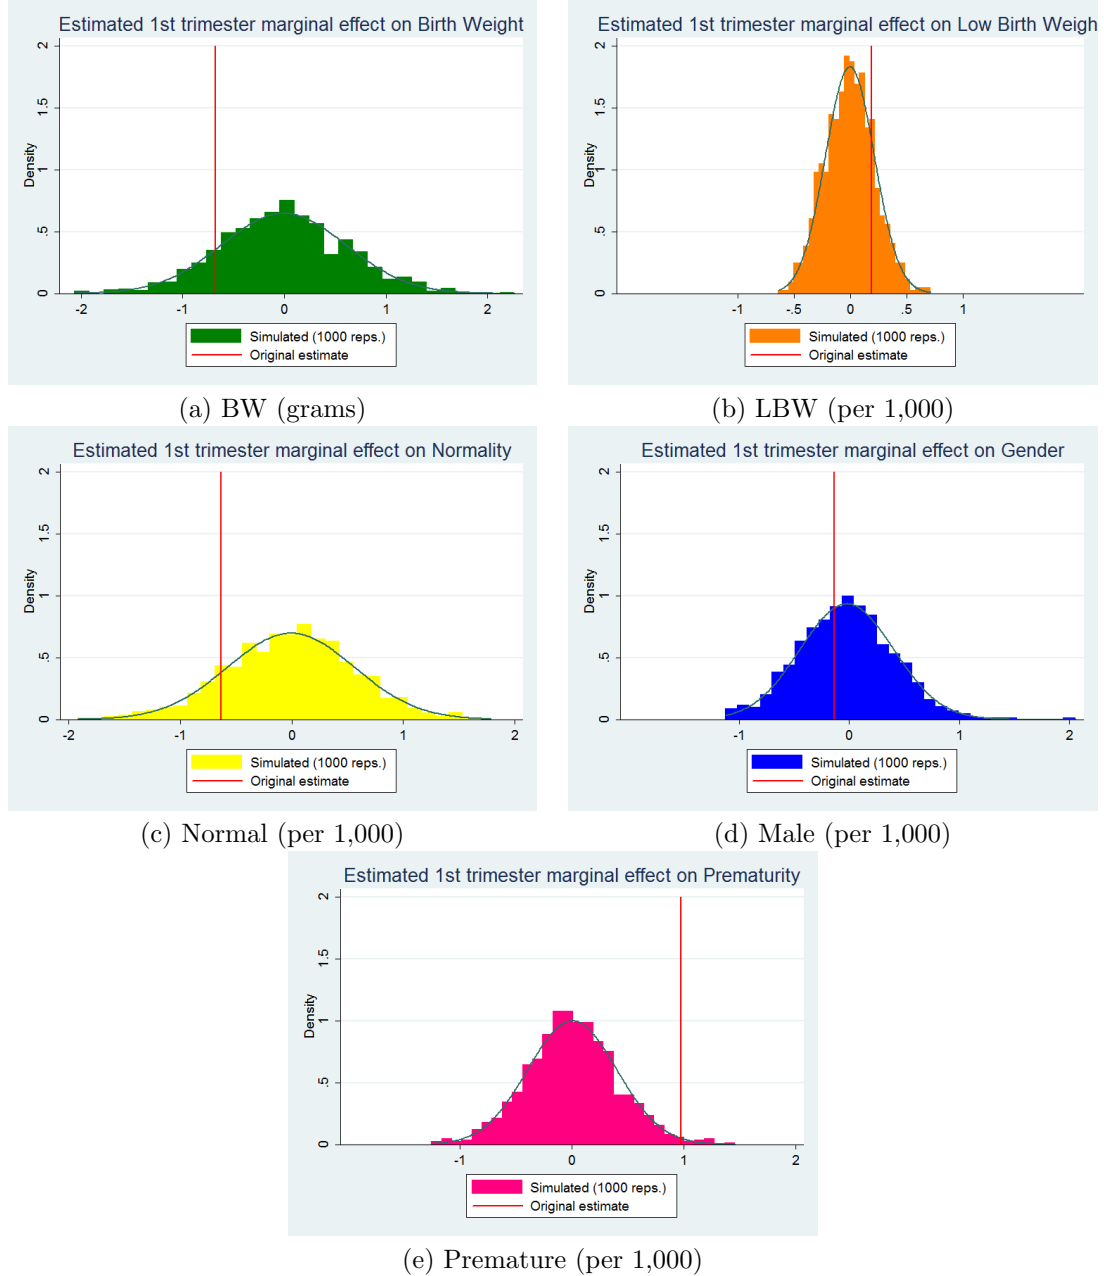 Estimated 1st trimester marginal effect on Birth Weight
Density
0
.5
1
1.5
2
-2
-1
0
1
2
Simulated (1000 reps.)
Original estimate
(a) BW (grams)
Estimated 1st trimester marginal effect on Low Birth Weigh
Density
0
.5
1
1.5
2
-1
-.5
0
.5
1
Simulated (1000 reps.)
Original estimate
(b) LBW (per 1,000)
Estimated 1st trimester marginal effect on Normality
Density
0
.5
1
1.5
2
-2
-1
0
1
2
Simulated (1000 reps.)
Original estimate
(c) Normal (per 1,000)
Estimated 1st trimester marginal effect on Gender
Density
0
.5
1
1.5
2
-1
0
1
2
Simulated (1000 reps.)
Original estimate
(d) Male (per 1,000)
Estimated 1st trimester marginal effect on Prematurity
Density
0
.5
1
1.5
2
-1
0
1
2
Simulated (1000 reps.)
Original estimate
(e) Premature (per 1,000)